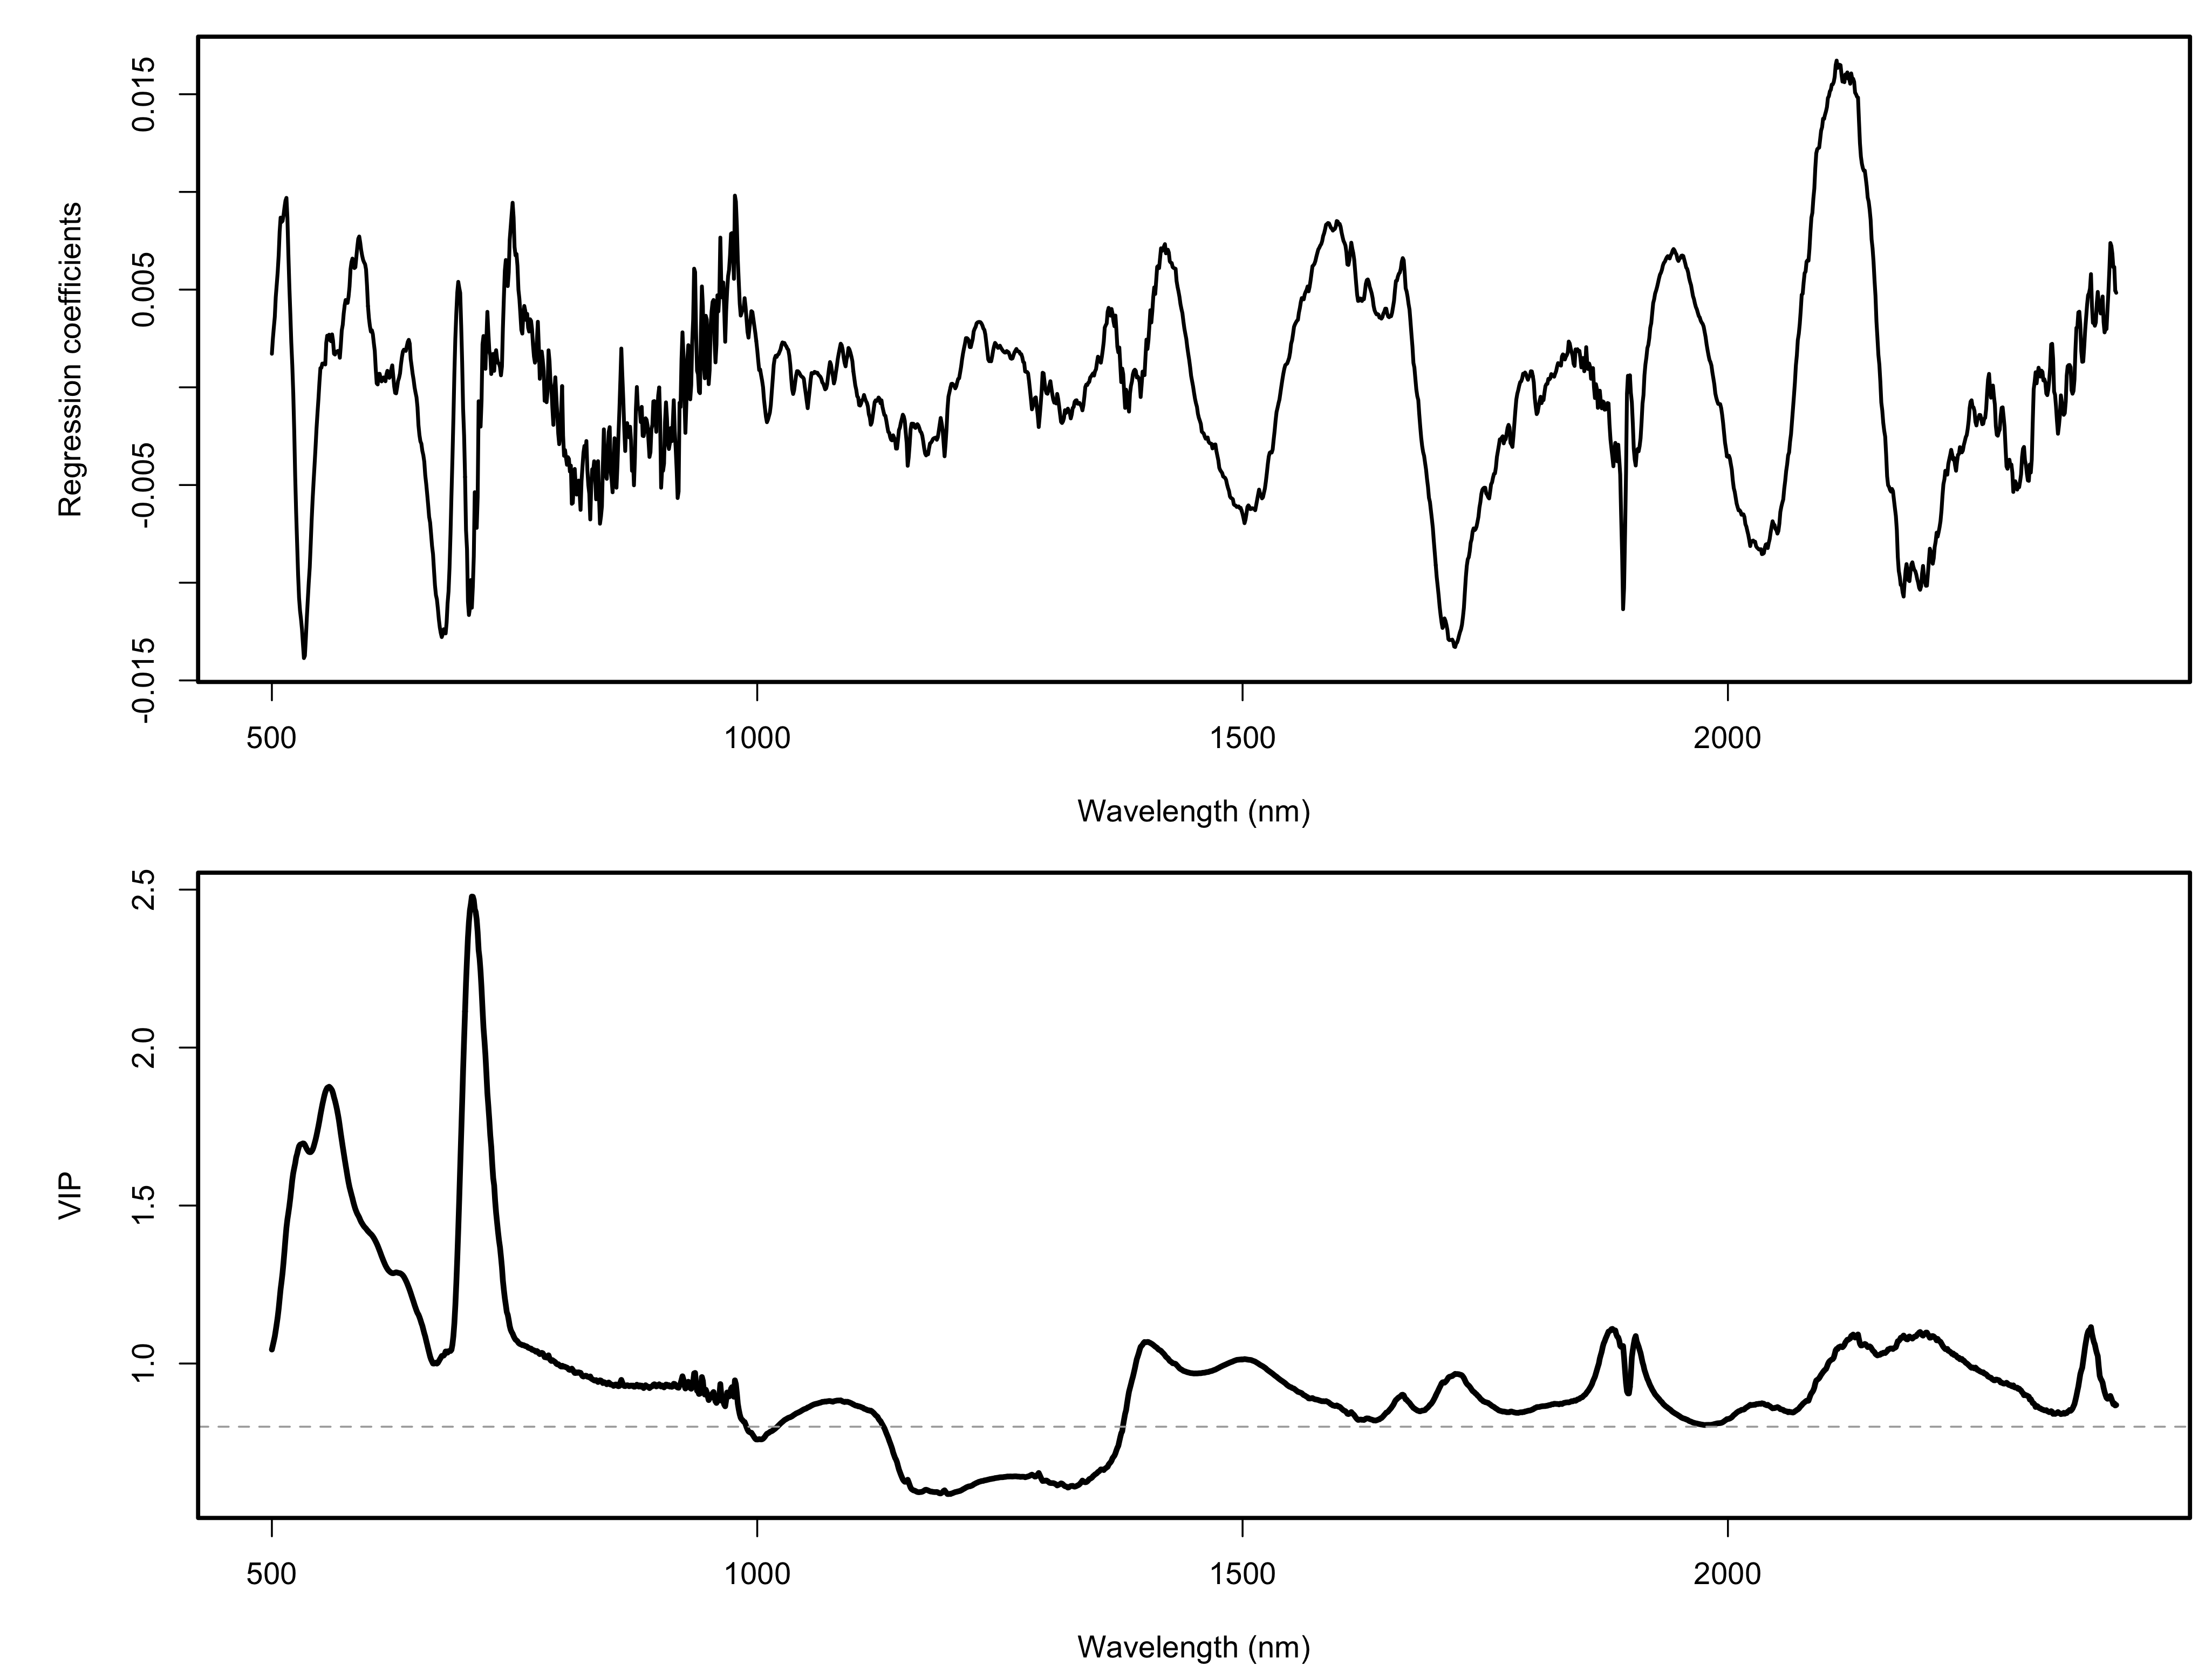 Regression coefficients
0.015
0.005
-0.005
-0.015
500 1000 1500 2000
Wavelength (nm)
VIP
2.5
2.0
1.5
1.0
500 1000 1500 2000
Wavelength (nm)